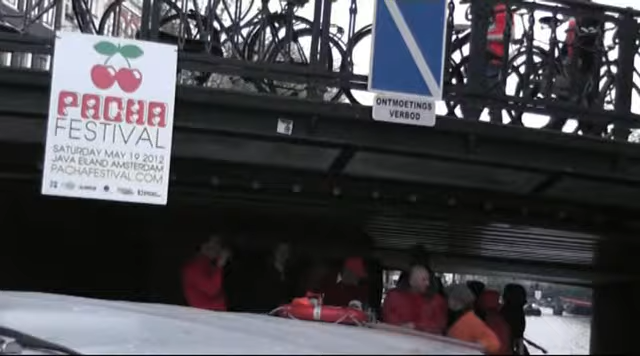 PACHA
FESTIVAL
SATURDAY MAY 19 2012
JAVA EILAND AMSTERDAM
PACHAFESTIVAL.COM
ONTMOETINGS
VERBOD